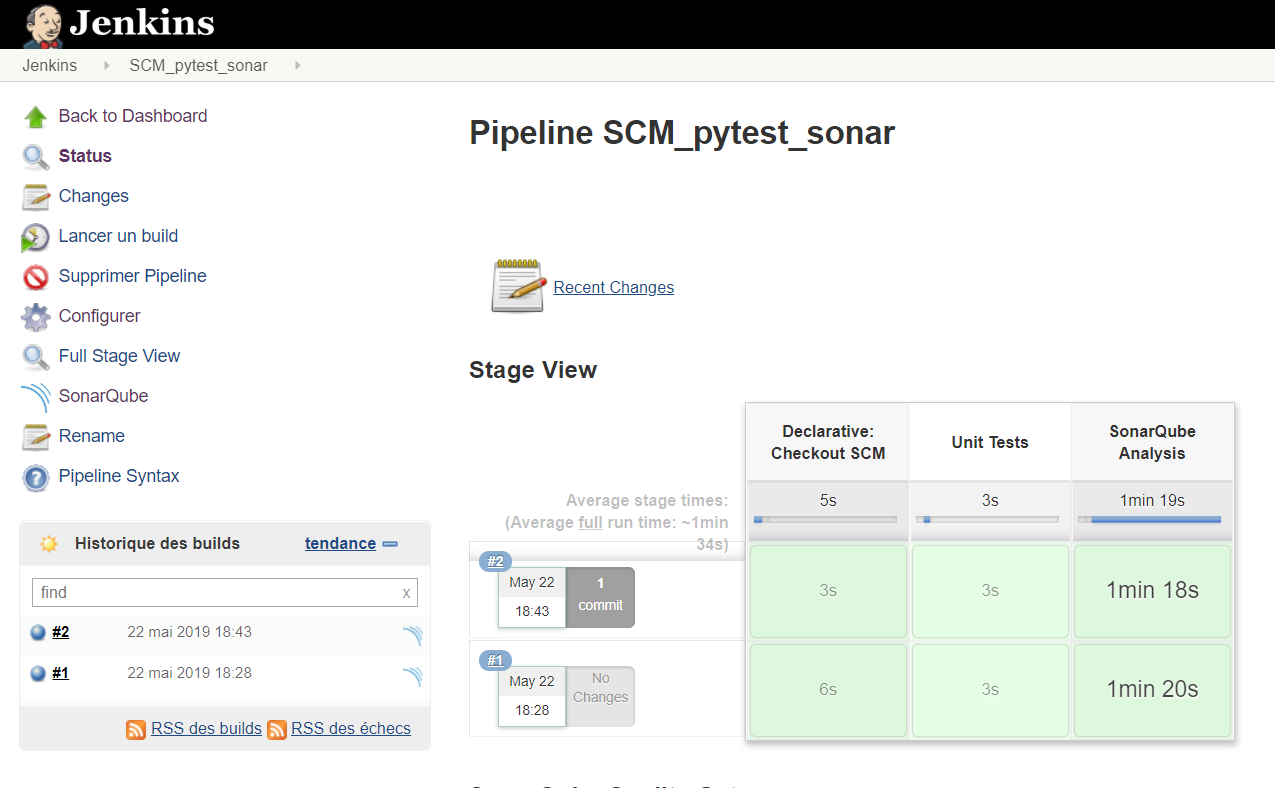 Jenkins
Jenkins
SCM_pytest_sonar
Back to Dashboard
Status
Changes
Lancer un build
Supprimer Pipeline
Configurer
Full Stage View
SonarQube
Rename
Pipeline Syntax
Historique des builds
tendance
find
x
#2
22 mai 2019 18:43
#1
22 mai 2019 18:28
RSS des builds
RSS des échecs
Pipeline SCM_pytest_sonar
Recent Changes
Stage View
Declarative:
Checkout SCM
Unit Tests
SonarQube
Analysis
Average stage times:
(Average full run time: ~1min
34s)
5s
3s
1min 19s
#2
May 22
18:43
1
commit
3s
3s
1min 18s
#1
May 22
18:28
No
Changes
6s
3s
1min 20s